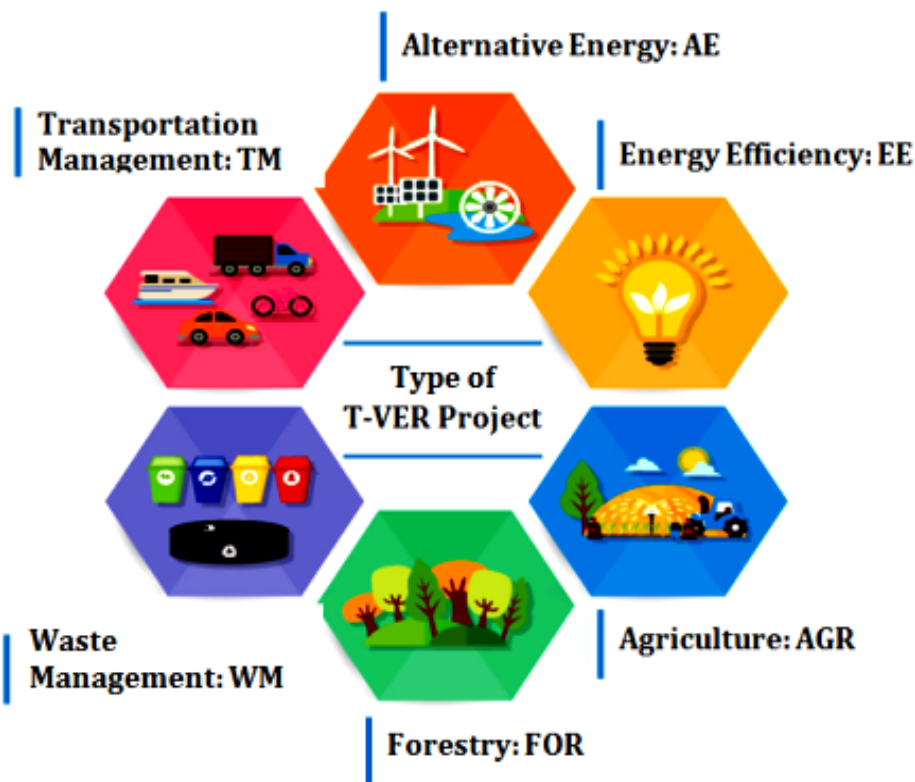 Alternative Energy: AE
Transportation
Management: TM
Energy Efficiency: EE
Type of
T-VER Project
Waste
Management: WM
Agriculture: AGR
Forestry: FOR